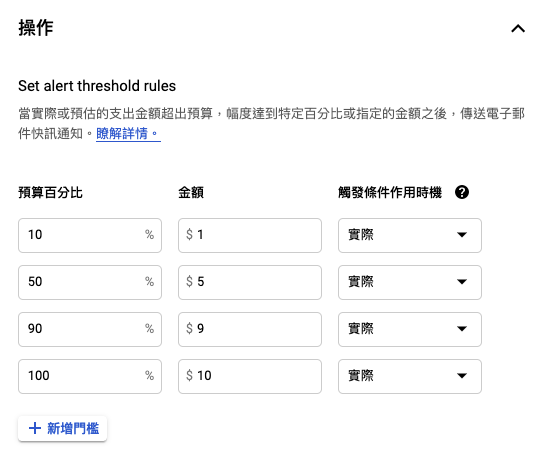 操作
Set alert threshold rules
當實際或預估的支出金額超出預算，幅度達到特定百分比或指定的金額之後，傳送電子郵
件快訊通知。瞭解詳情。
預算百分比 金額 觸發條件作用時機 ?
10 % $ 1 實際
50 % $ 5 實際
90 % $ 9 實際
100 % $ 10 實際
+ 新增門檻